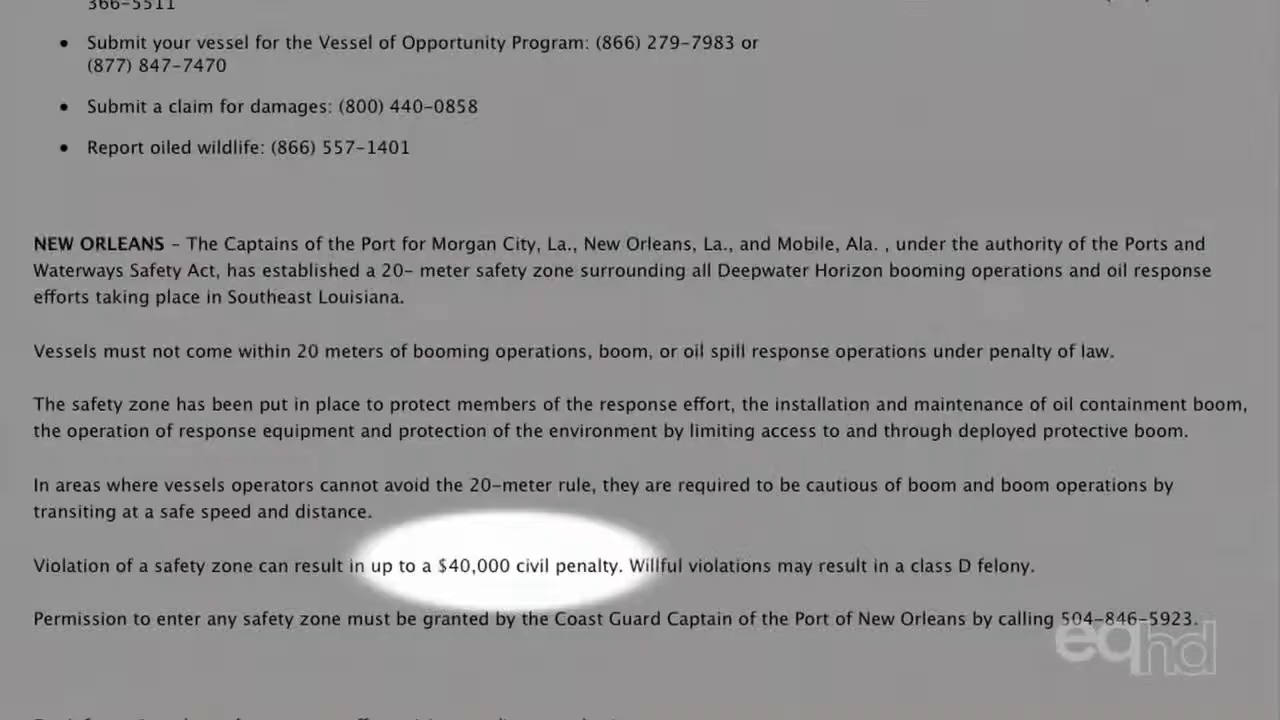 366-5511
• Submit your vessel for the Vessel of Opportunity Program: (866) 279-7983 or
(877) 847-7470
• Submit a claim for damages: (800) 440-0858
• Report oiled wildlife: (866) 557-1401
NEW ORLEANS - The Captains of the Port for Morgan City, La., New Orleans, La., and Mobile, Ala. , under the authority of the Ports and
Waterways Safety Act, has established a 20- meter safety zone surrounding all Deepwater Horizon booming operations and oil response
efforts taking place in Southeast Louisiana.
Vessels must not come within 20 meters of booming operations, boom, or oil spill response operations under penalty of law.
The safety zone has been put in place to protect members of the response effort, the installation and maintenance of oil containment boom,
the operation of response equipment and protection of the environment by limiting access to and through deployed protective boom.
In areas where vessels operators cannot avoid the 20-meter rule, they are required to be cautious of boom and boom operations by
transiting at a safe speed and distance.
Violation of a safety zone can result in up to a $40,000 civil penalty. Willful violations may result in a class D felony.
Permission to enter any safety zone must be granted by the Coast Guard Captain of the Port of New Orleans by calling 504-846-5923.
eqhd